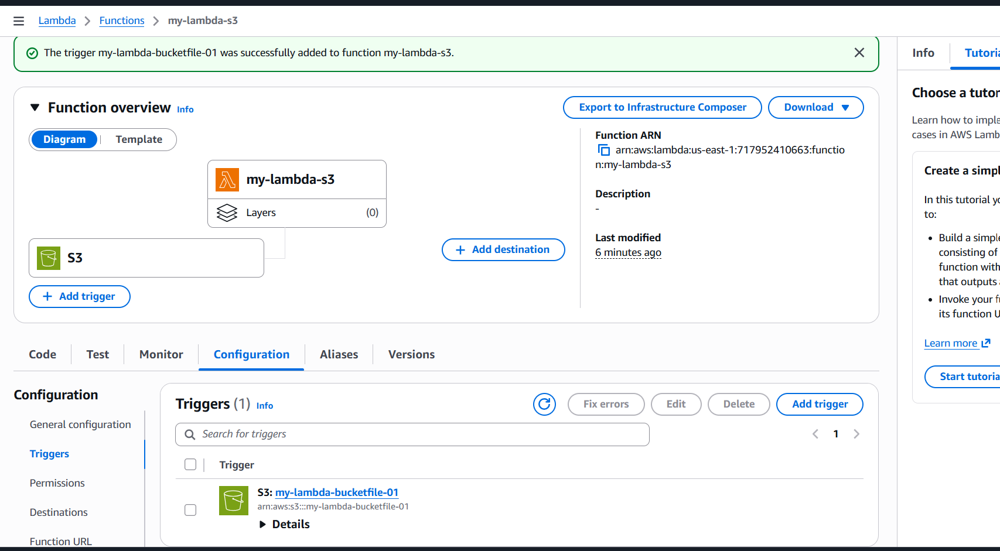 Lambda > Functions > my-lambda-s3
The trigger my-lambda-bucketfile-01 was successfully added to function my-lambda-s3.
Function overview Info
Export to Infrastructure Composer
Download
Diagram | Template
my-lambda-s3
Layers (0)
S3
+ Add trigger
+ Add destination
Function ARN
arn:aws:lambda:us-east-1:717952410663:functio
n:my-lambda-s3
Description
-
Last modified
6 minutes ago
Code
Test
Monitor
Configuration
Aliases
Versions
Configuration
General configuration
Triggers
Permissions
Destinations
Function URL
Triggers (1) Info
Fix errors
Edit
Delete
Add trigger
Search for triggers
1
Trigger
S3: my-lambda-bucketfile-01
arn:aws:s3:::my-lambda-bucketfile-01
Details
Info
Tutoria
Choose a tutor
Learn how to imple
cases in AWS Lamb
Create a simpl
In this tutorial yo
to:
• Build a simple
consisting of
function with
that outputs
• Invoke your fu
its function U
Learn more
Start tutoria